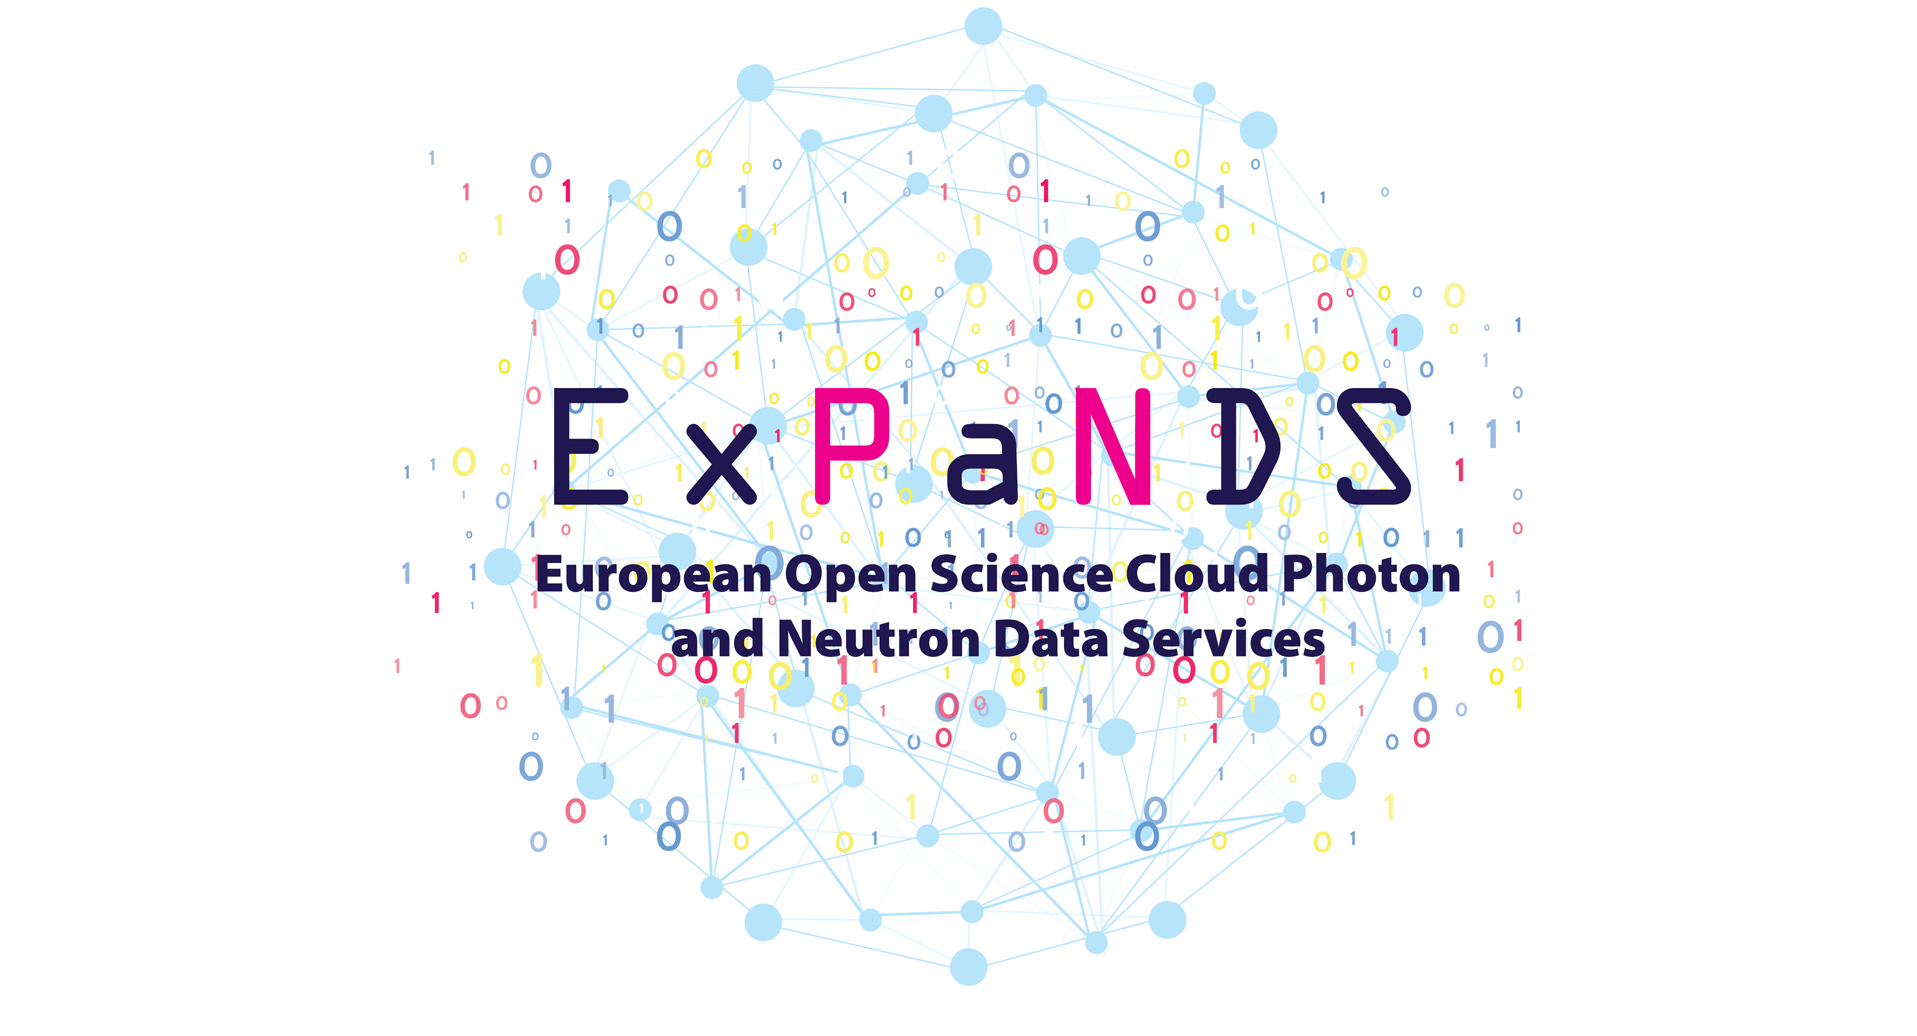 ExPaNDS
European Open Science Cloud Photon
and Neutron Data Services